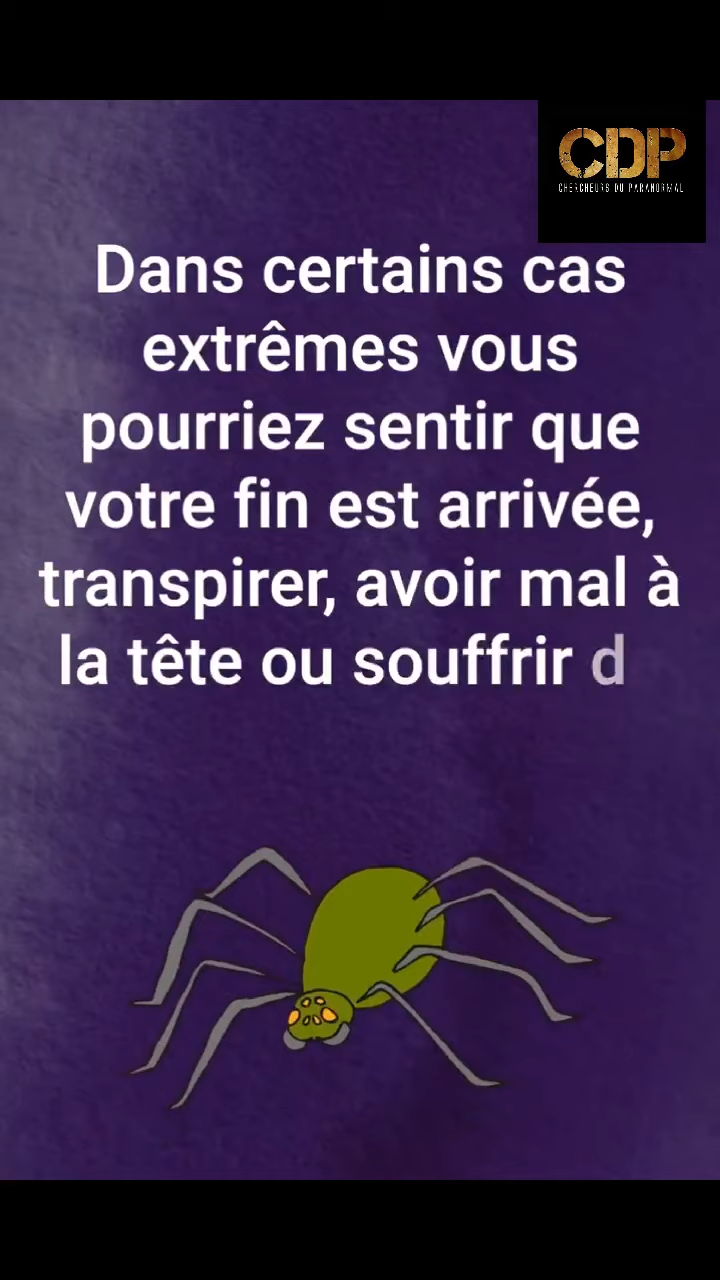 CDP
CHERCHEURS DU PARANORMAL
Dans certains cas
extrêmes vous
pourriez sentir que
votre fin est arrivée,
transpirer, avoir mal à
la tête ou souffrir d